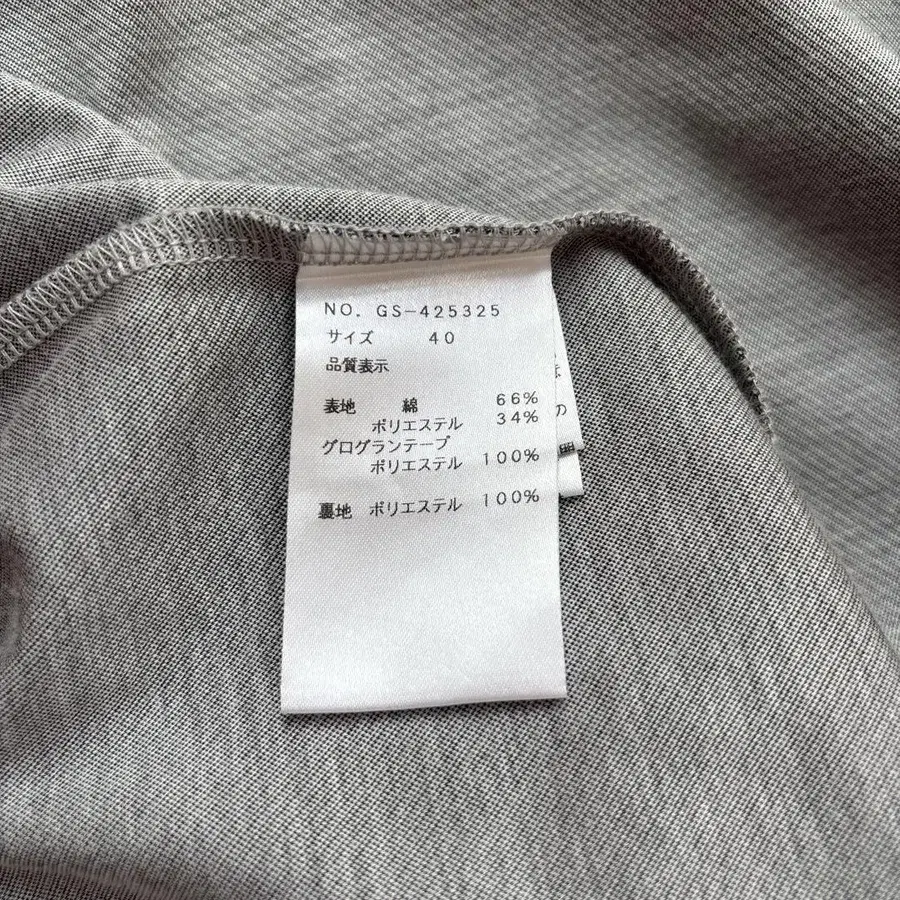 NO. GS-425325
サイズ 40
品質表示
表地 綿 66%
ポリエステル 34%
グログランテープ
ポリエステル 100%
裏地 ポリエステル 100%
の